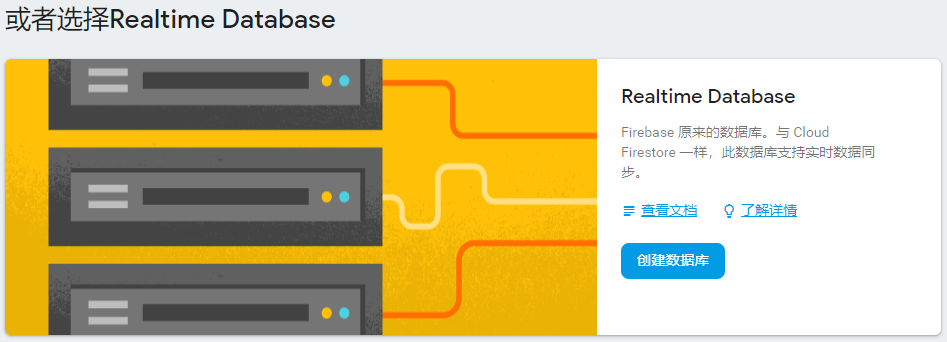 或者选择Realtime Database
Realtime Database
Firebase 原来的数据库。与 Cloud
Firestore 一样，此数据库支持实时数据同
步。
查看文档 了解详情
创建数据库